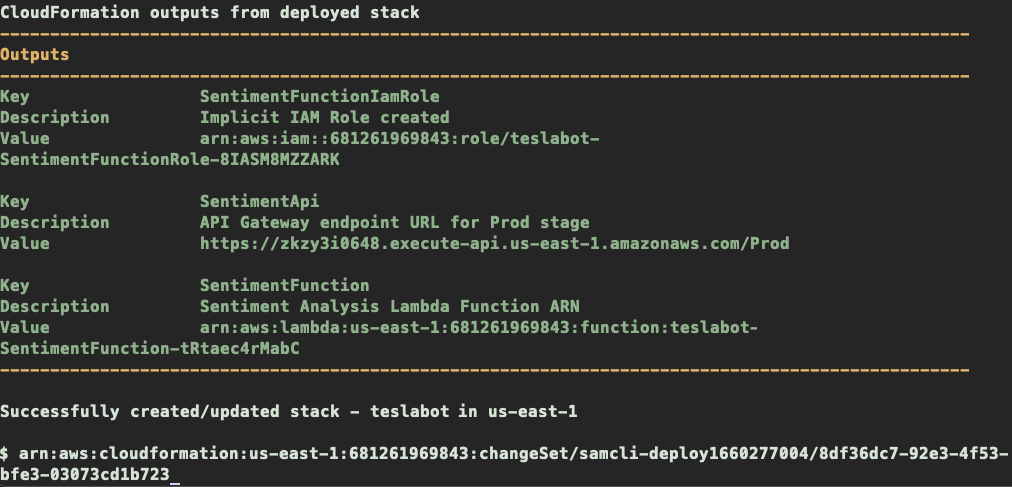 CloudFormation outputs from deployed stack
Outputs
Key SentimentFunctionIamRole
Description Implicit IAM Role created
Value arn:aws:iam::681261969843:role/teslabot-
SentimentFunctionRole-8IASM8MZZARK
Key SentimentApi
Description API Gateway endpoint URL for Prod stage
Value https://zkzy3i0648.execute-api.us-east-1.amazonaws.com/Prod
Key SentimentFunction
Description Sentiment Analysis Lambda Function ARN
Value arn:aws:lambda:us-east-1:681261969843:function:teslabot-
SentimentFunction-tRtaec4rMabC
Successfully created/updated stack - teslabot in us-east-1
$ arn:aws:cloudformation:us-east-1:681261969843:changeSet/samcli-deploy1660277004/8df36dc7-92e3-4f53-
bfe3-03073cd1b723_